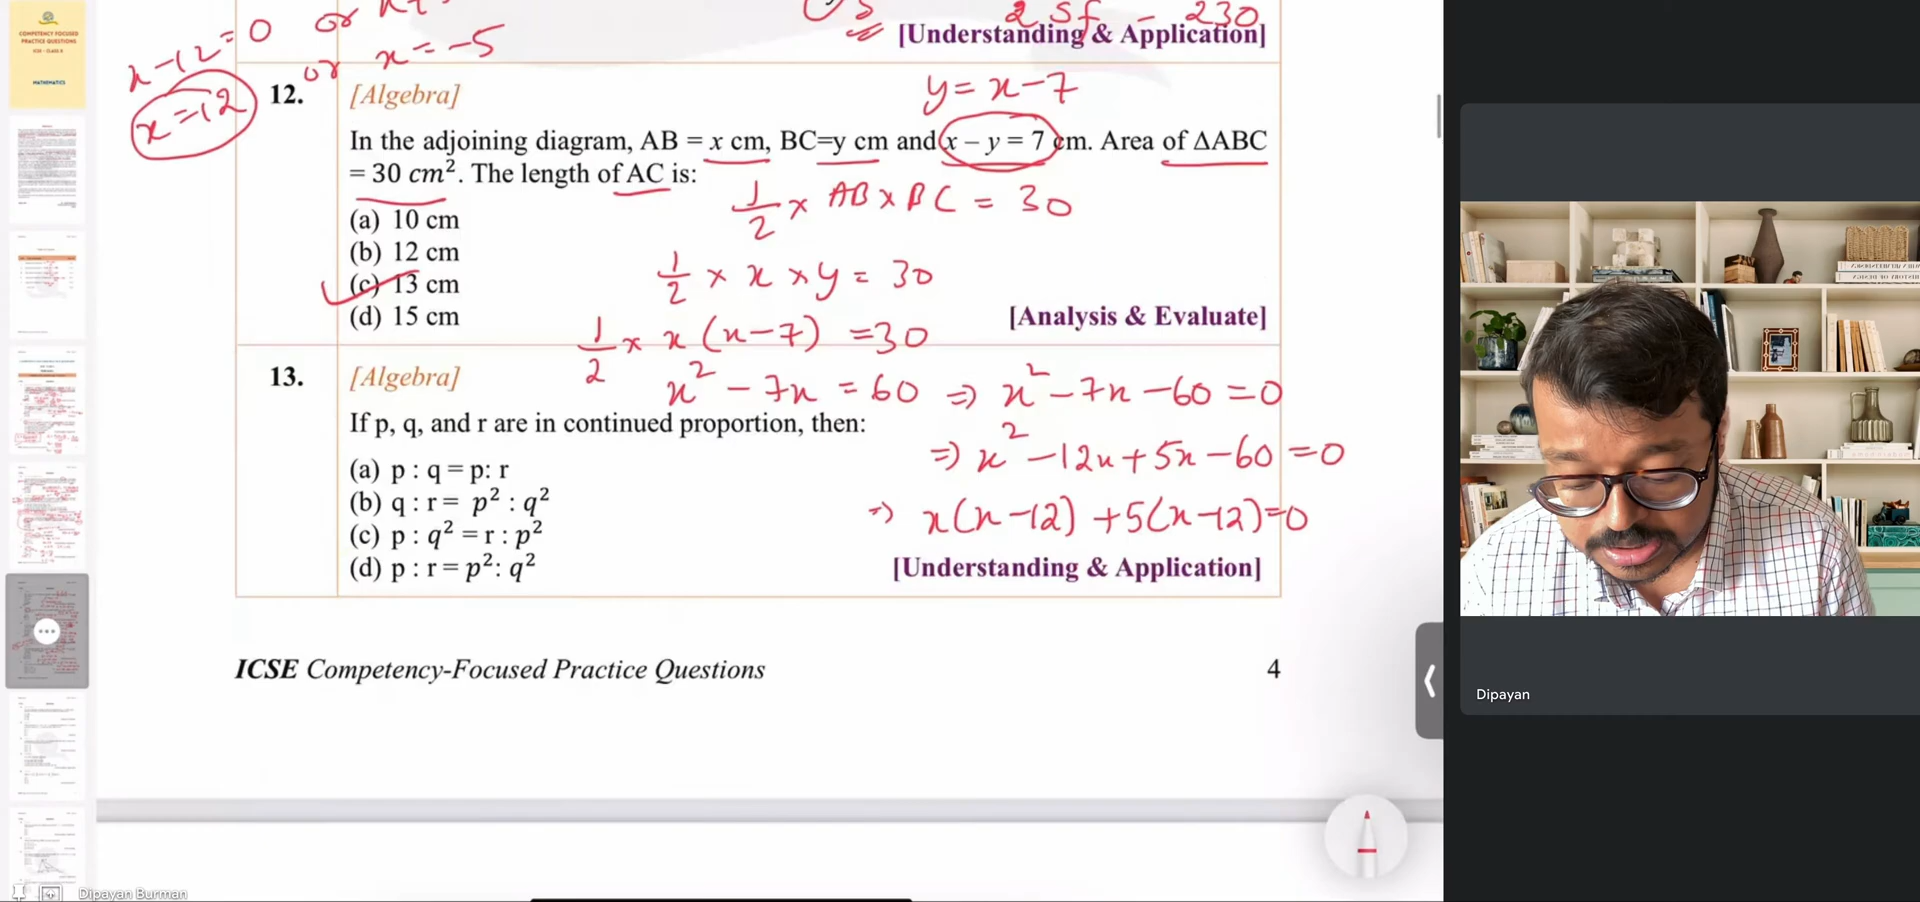 COMPETENCY FOCUSED
PRACTICE QUESTIONS
MATHEMATICS
x-12=0 or
or x=-5
x=12
[Understanding & Application]
12. [Algebra]
y = x-7
In the adjoining diagram, AB = x cm, BC=y cm and x – y = 7 cm. Area of ΔABC
= 30 cm². The length of AC is:
1/2 × AB × BC = 30
(a) 10 cm
(b) 12 cm
1/2 × x × y = 30
(c) 13 cm
(d) 15 cm
[Analysis & Evaluate]
1/2 × x (x-7) = 30
13. [Algebra]
x² - 7x = 60 => x² - 7x - 60 = 0
If p, q, and r are in continued proportion, then:
=> x² - 12x + 5x - 60 = 0
(a) p : q = p: r
(b) q : r = p² : q²
=> x(x-12) + 5(x-12)=0
(c) p : q² = r : p²
(d) p : r = p²: q²
[Understanding & Application]
ICSE Competency-Focused Practice Questions 4
Dipayan
Dipayan Burman